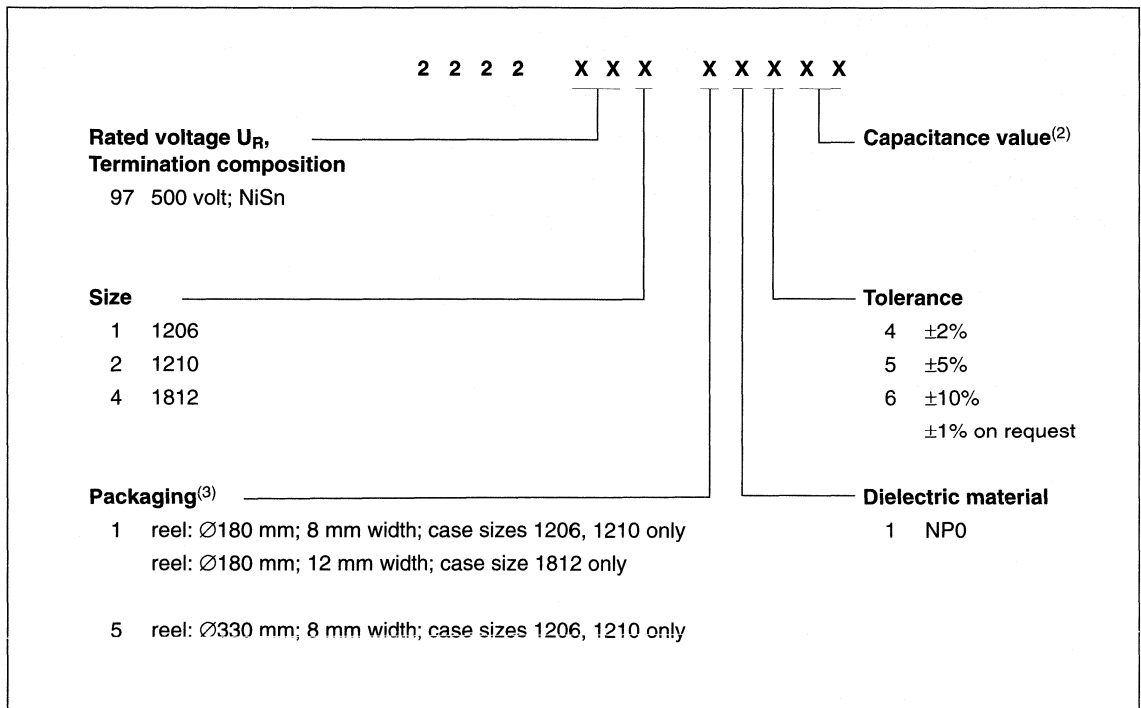 2 2 2 2 X X X X X X X X
Rated voltage UR,
Termination composition
97 500 volt; NiSn
Capacitance value(2)
Size
1 1206
2 1210
4 1812
Tolerance
4 ±2%
5 ±5%
6 ±10%
±1% on request
Packaging(3)
1 reel: ∅180 mm; 8 mm width; case sizes 1206, 1210 only
reel: ∅180 mm; 12 mm width; case size 1812 only
5 reel: ∅330 mm; 8 mm width; case sizes 1206, 1210 only
Dielectric material
1 NP0